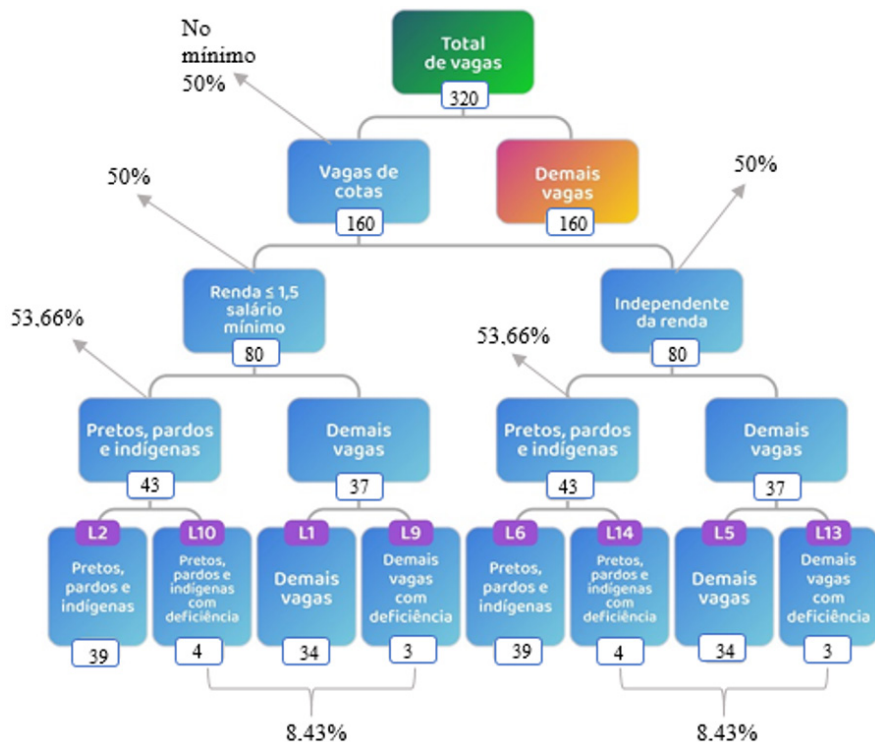 No
mínimo
50%
Total
de vagas
320
Vagas de
cotas
160
Demais
vagas
160
50%
50%
Renda ≤ 1,5
salário
mínimo
80
Independente
da renda
80
53,66%
53,66%
Pretos, pardos
e indígenas
43
Demais
vagas
37
Pretos, pardos
e indígenas
43
Demais
vagas
37
L2
Pretos,
pardos e
indígenas
39
L10
Pretos,
pardos e
indígenas
com
deficiência
4
L1
Demais
vagas
34
L9
Demais
vagas
com
deficiência
3
L6
Pretos,
pardos e
indígenas
39
L14
Pretos,
pardos e
indígenas
com
deficiência
4
L5
Demais
vagas
34
L13
Demais
vagas
com
deficiência
3
8,43%
8,43%